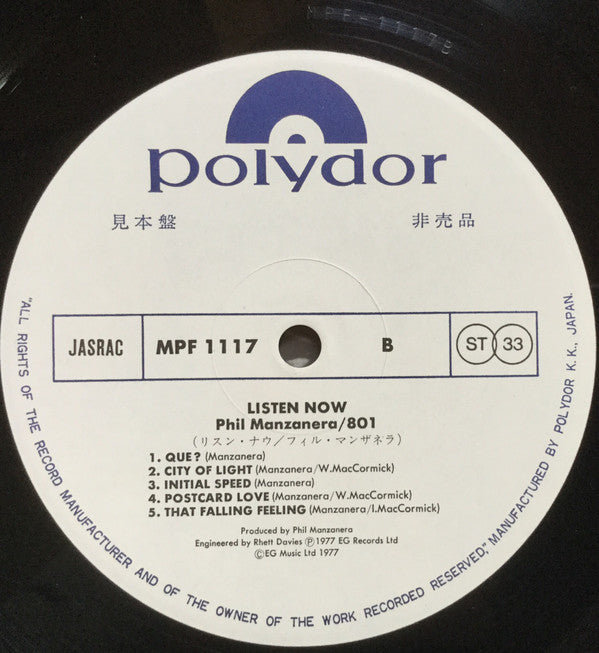 MPF-1117B
polydor
見本盤 非売品
JASRAC MPF 1117 B ST 33
LISTEN NOW
Phil Manzanera/801
(リスン・ナウ/フィル・マンザネラ)
1. QUE? (Manzanera)
2. CITY OF LIGHT (Manzanera/W.MacCormick)
3. INITIAL SPEED (Manzanera)
4. POSTCARD LOVE (Manzanera/W.MacCormick)
5. THAT FALLING FEELING (Manzanera/I.MacCormick)
Produced by Phil Manzanera
Engineered by Rhett Davies Ⓟ1977 EG Records Ltd
©EG Music Ltd 1977
"ALL RIGHTS OF THE RECORD MANUFACTURER AND OF THE OWNER OF THE WORK RECORDED RESERVED," MANUFACTURED BY POLYDOR K.K., JAPAN.